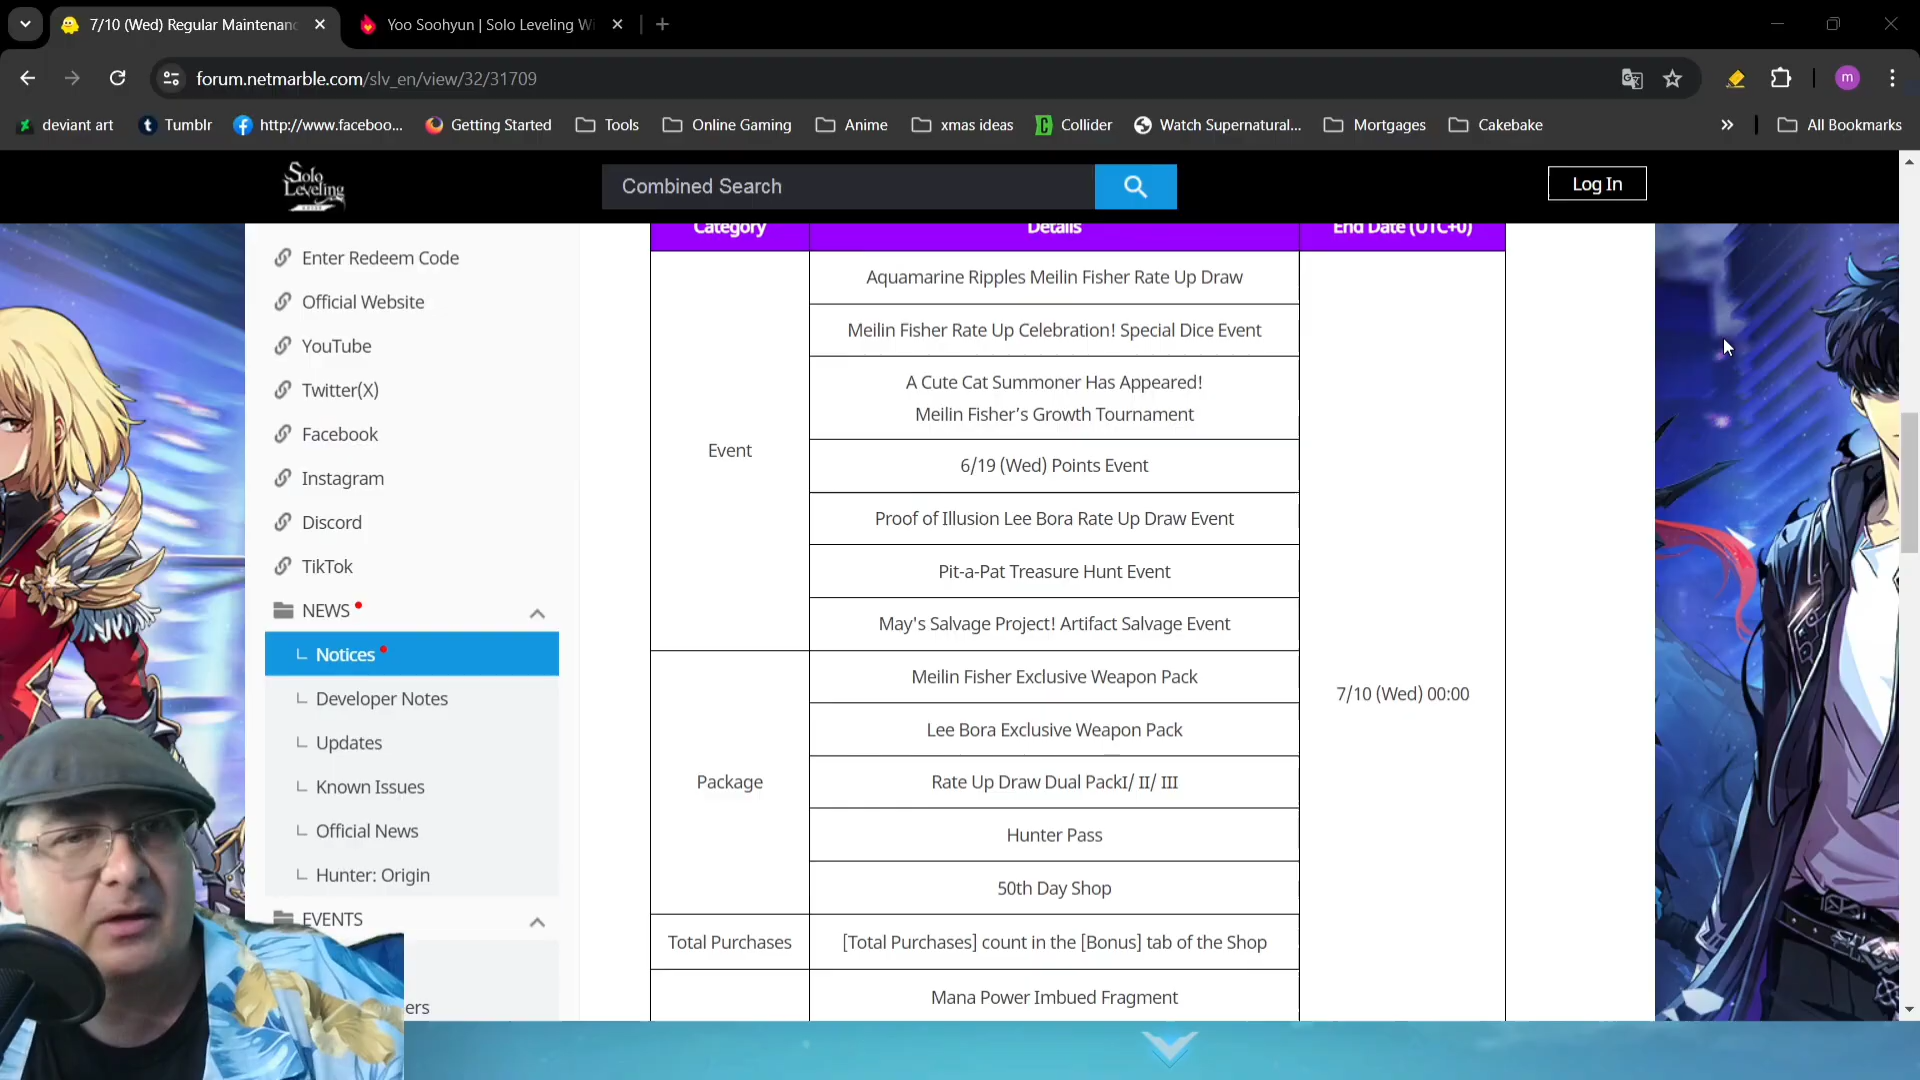 7/10 (Wed) Regular Maintenanc
Yoo Soohyun | Solo Leveling Wi
forum.netmarble.com/slv_en/view/32/31709
m
deviant art
Tumblr
http://www.faceboo...
Getting Started
Tools
Online Gaming
Anime
xmas ideas
Collider
Watch Supernatural...
Mortgages
Cakebake
»
All Bookmarks
Solo
Leveling
Combined Search
Log In
Enter Redeem Code
Official Website
YouTube
Twitter(X)
Facebook
Instagram
Discord
TikTok
NEWS
Notices
Developer Notes
Updates
Known Issues
Official News
Hunter: Origin
EVENTS
ers
Category
Details
End Date (UTC+0)
Event
Aquamarine Ripples Meilin Fisher Rate Up Draw
Meilin Fisher Rate Up Celebration! Special Dice Event
A Cute Cat Summoner Has Appeared!
Meilin Fisher’s Growth Tournament
6/19 (Wed) Points Event
Proof of Illusion Lee Bora Rate Up Draw Event
Pit-a-Pat Treasure Hunt Event
May's Salvage Project! Artifact Salvage Event
Package
Meilin Fisher Exclusive Weapon Pack
Lee Bora Exclusive Weapon Pack
Rate Up Draw Dual PackⅠ/ Ⅱ/ Ⅲ
Hunter Pass
50th Day Shop
7/10 (Wed) 00:00
Total Purchases
[Total Purchases] count in the [Bonus] tab of the Shop
Mana Power Imbued Fragment